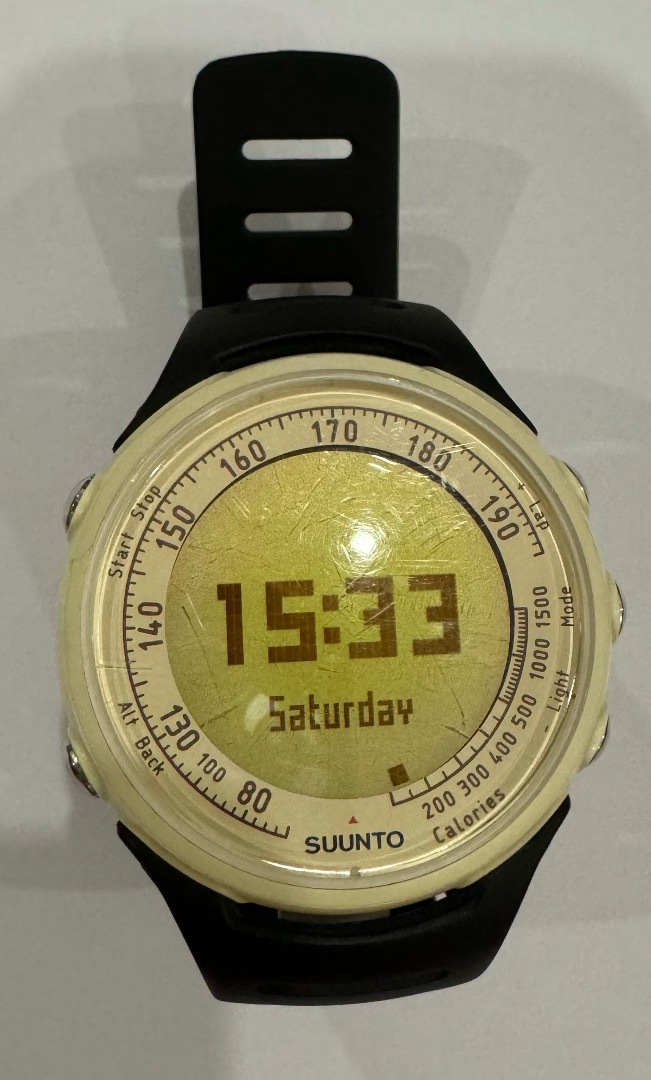 80 100 130 140 150 160 170 180 190
Start Stop
+ Lap
Mode
- Light
Alt Back
15:33
Saturday
200 300 400 500 1000 1500
Calories
SUUNTO